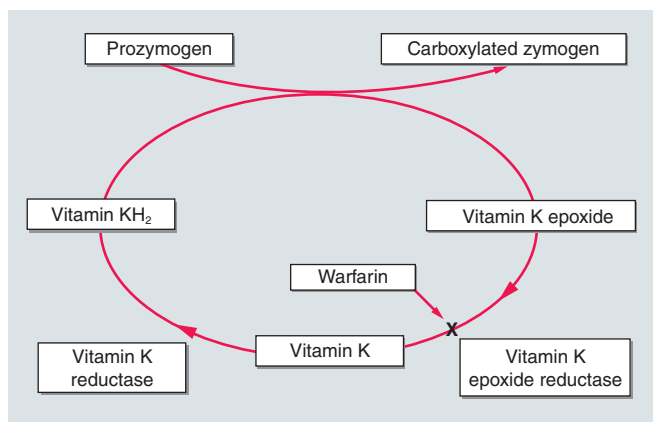 Prozymogen
Carboxylated zymogen
Vitamin KH₂
Vitamin K epoxide
Warfarin
X
Vitamin K
Vitamin K
reductase
Vitamin K
epoxide reductase